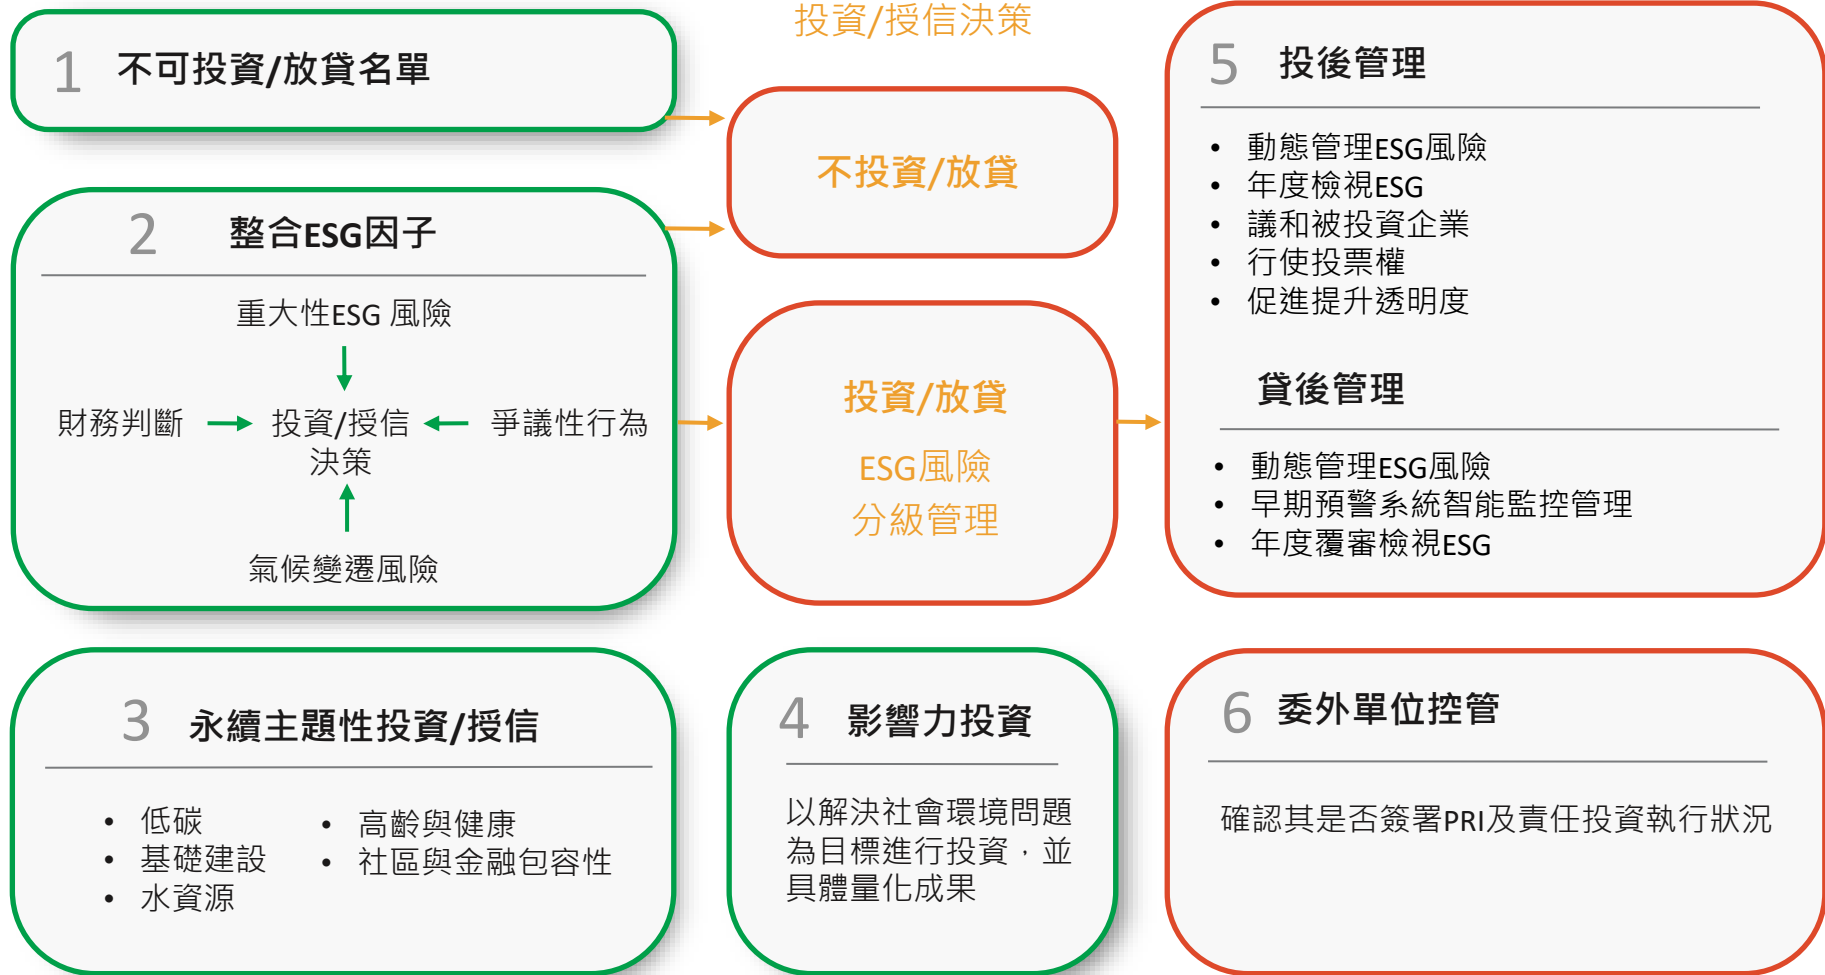 投資/授信決策
1 不可投資/放貸名單
不投資/放貸
2 整合ESG因子
重大性ESG 風險
財務判斷
投資/授信
決策
爭議性行為
氣候變遷風險
投資/放貸
ESG風險
分級管理
5 投後管理
• 動態管理ESG風險
• 年度檢視ESG
• 議和被投資企業
• 行使投票權
• 促進提升透明度
貸後管理
• 動態管理ESG風險
• 早期預警系統智能監控管理
• 年度覆審檢視ESG
3 永續主題性投資/授信
• 低碳
• 基礎建設
• 水資源
• 高齡與健康
• 社區與金融包容性
4 影響力投資
以解決社會環境問題
為目標進行投資，並
具體量化成果
6 委外單位控管
確認其是否簽署PRI及責任投資執行狀況